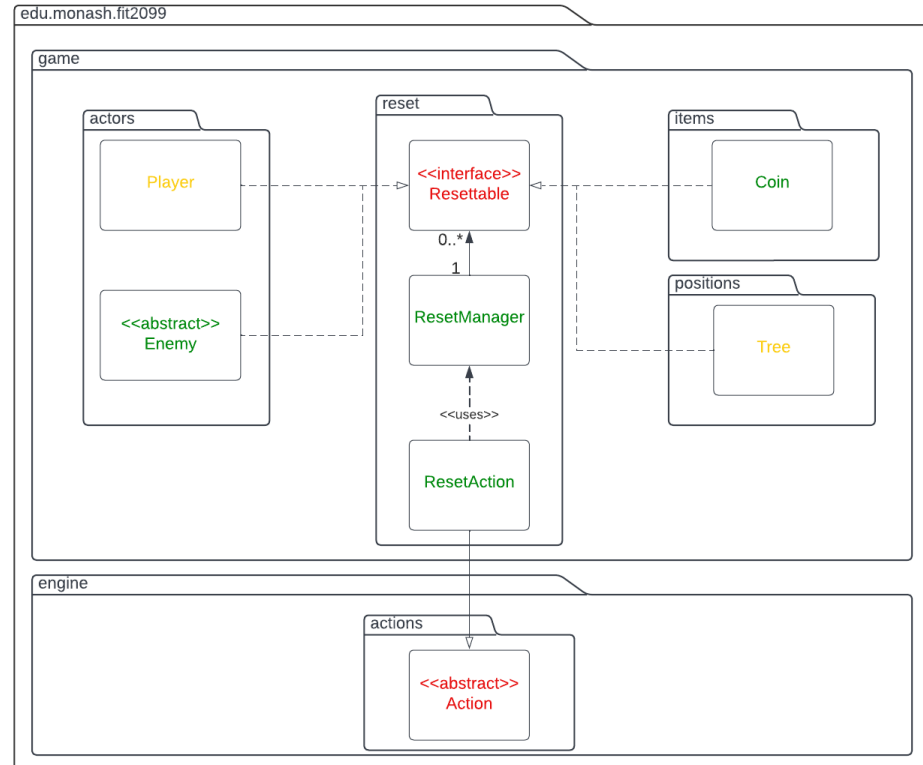 edu.monash.fit2099
game
actors
reset
items
Player
<<interface>>
Resettable
Coin
0..*
1
positions
<<abstract>>
Enemy
ResetManager
Tree
<<uses>>
ResetAction
engine
actions
<<abstract>>
Action